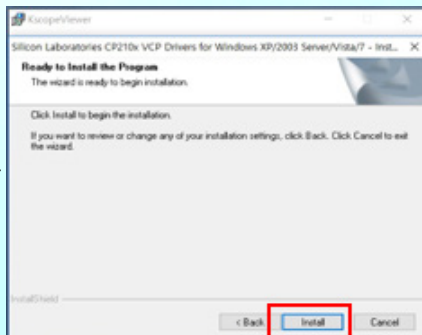 KscopeViewer
Silicon Laboratories CP210x VCP Drivers for Windows XP/2003 Server/Vista/7 - Inst...
Ready to Install the Program
The wizard is ready to begin installation.
Click Install to begin the installation.
If you want to review or change any of your installation settings, click Back. Click Cancel to exit
the wizard.
InstallShield
< Back
Install
Cancel